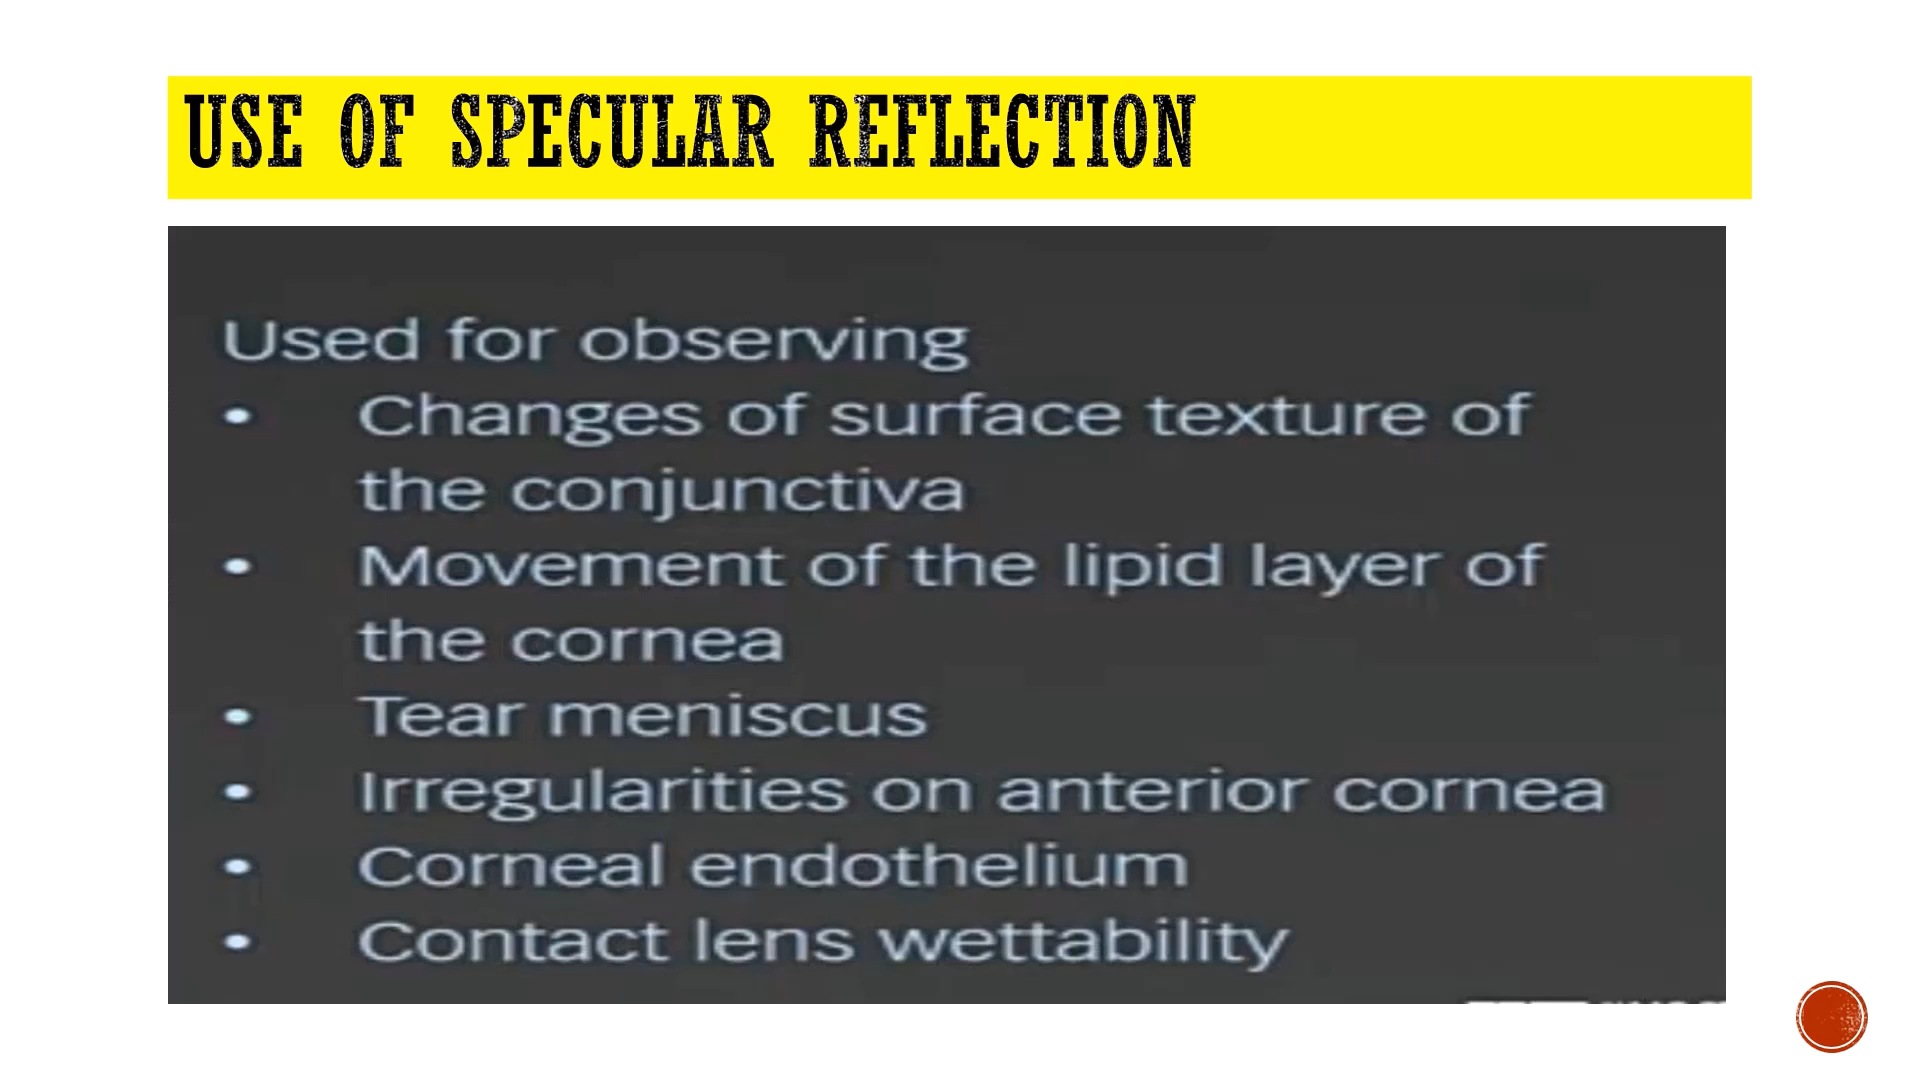 USE OF SPECULAR REFLECTION
Used for observing
• Changes of surface texture of
the conjunctiva
• Movement of the lipid layer of
the cornea
• Tear meniscus
• Irregularities on anterior cornea
• Corneal endothelium
• Contact lens wettability